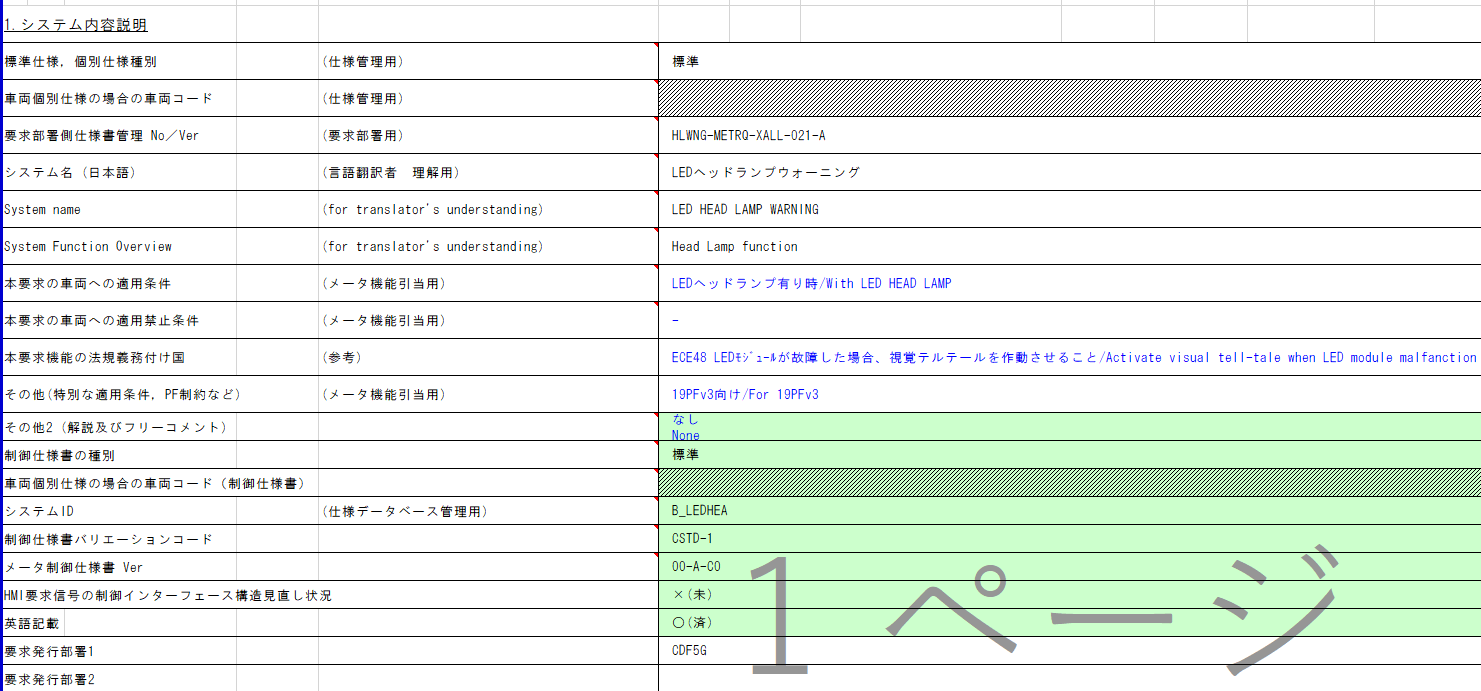 1.システム内容説明
標準仕様，個別仕様種別 (仕様管理用) 標準
車両個別仕様の場合の車両コード (仕様管理用)
要求部署側仕様書管理 No／Ver (要求部署用) HLWNG-METRQ-XALL-021-A
システム名（日本語） (言語翻訳者　理解用) LEDヘッドランプウォーニング
System name (for translator's understanding) LED HEAD LAMP WARNING
System Function Overview (for translator's understanding) Head Lamp function
本要求の車両への適用条件 (メータ機能引当用) LEDヘッドランプ有り時/With LED HEAD LAMP
本要求の車両への適用禁止条件 (メータ機能引当用) -
本要求機能の法規義務付け国 (参考) ECE48 LEDﾓｼﾞｭｰﾙが故障した場合、視覚テルテールを作動させること/Activate visual tell-tale when LED module malfanction
その他(特別な適用条件，PF制約など) (メータ機能引当用) 19PFv3向け/For 19PFv3
その他2（解説及びフリーコメント） なし
None
制御仕様書の種別 標準
車両個別仕様の場合の車両コード（制御仕様書）
システムID (仕様データベース管理用) B_LEDHEA
制御仕様書バリエーションコード CSTD-1
メータ制御仕様書 Ver 00-A-C0
HMI要求信号の制御インターフェース構造見直し状況 ×(未)
英語記載 〇(済)
要求発行部署1 CDF5G
要求発行部署2
1 ページ